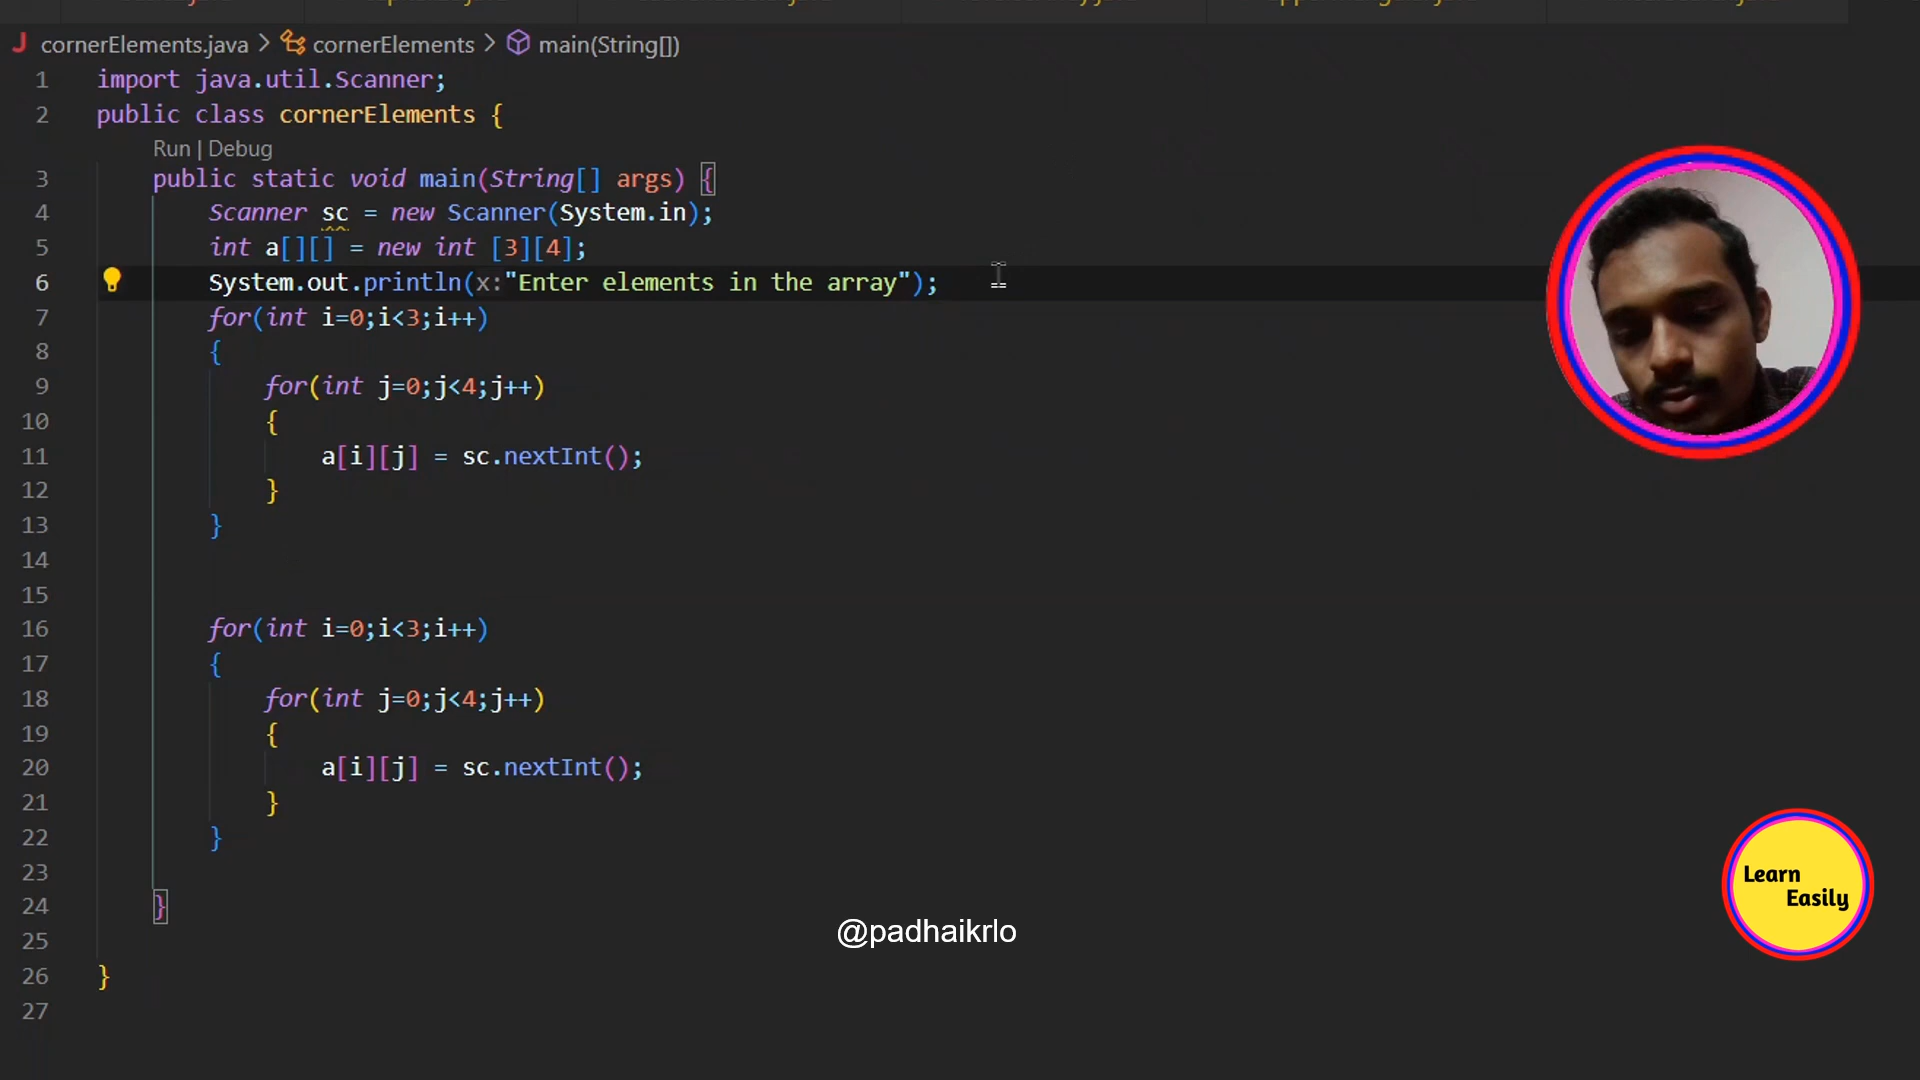 cornerElements.java > cornerElements > main(String[])
1 import java.util.Scanner;
2 public class cornerElements {
Run | Debug
3 public static void main(String[] args) {
4 Scanner sc = new Scanner(System.in);
5 int a[][] = new int [3][4];
6 System.out.println(x:"Enter elements in the array");
7 for(int i=0;i<3;i++)
8 {
9 for(int j=0;j<4;j++)
10 {
11 a[i][j] = sc.nextInt();
12 }
13 }
14
15
16 for(int i=0;i<3;i++)
17 {
18 for(int j=0;j<4;j++)
19 {
20 a[i][j] = sc.nextInt();
21 }
22 }
23
24 }
25
26 }
27
Learn
Easily
@padhaikrlo